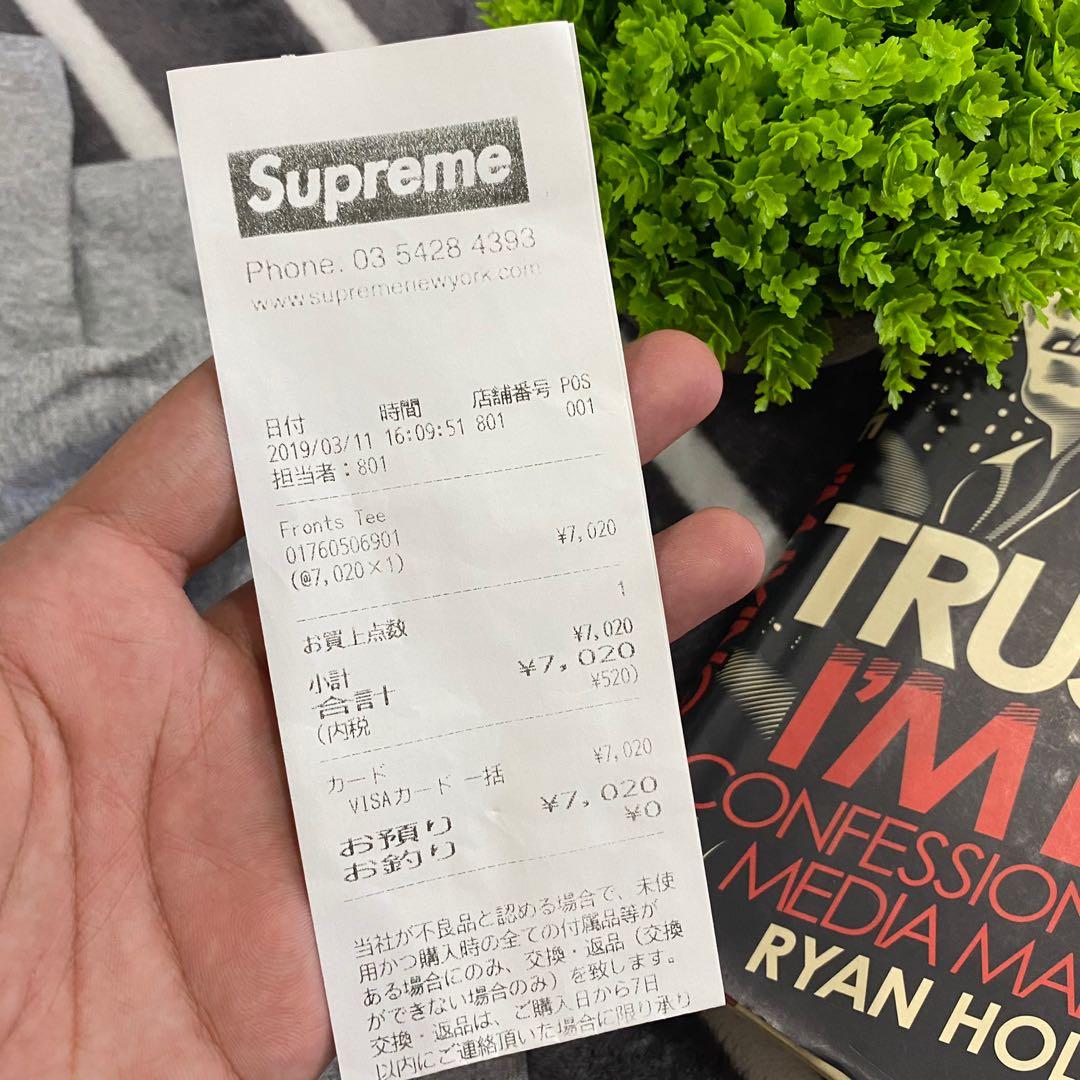 Supreme
Phone. 03 5428 4393
www.supremenewyork.com
日付 時間 店舗番号 POS
2019/03/11 16:09:51 801 001
担当者:801
Fronts Tee
01760506901 ¥7,020
(@7,020×1)
お買上点数 1
小計 ¥7,020
合計 ¥7,020
(内税 ¥520)
カード ¥7,020
VISAカード 一括
お預り ¥7,020
お釣り ¥0
当社が不良品と認める場合で、未使
用かつ購入時の全ての付属品等が
ある場合にのみ、交換・返品(交換
ができない場合のみ)を致します。
交換・返品は、ご購入日から7日
以内にご連絡頂いた場合に限り承り
TRUS
I'M
CONFESSION
MEDIA MA
RYAN HOL